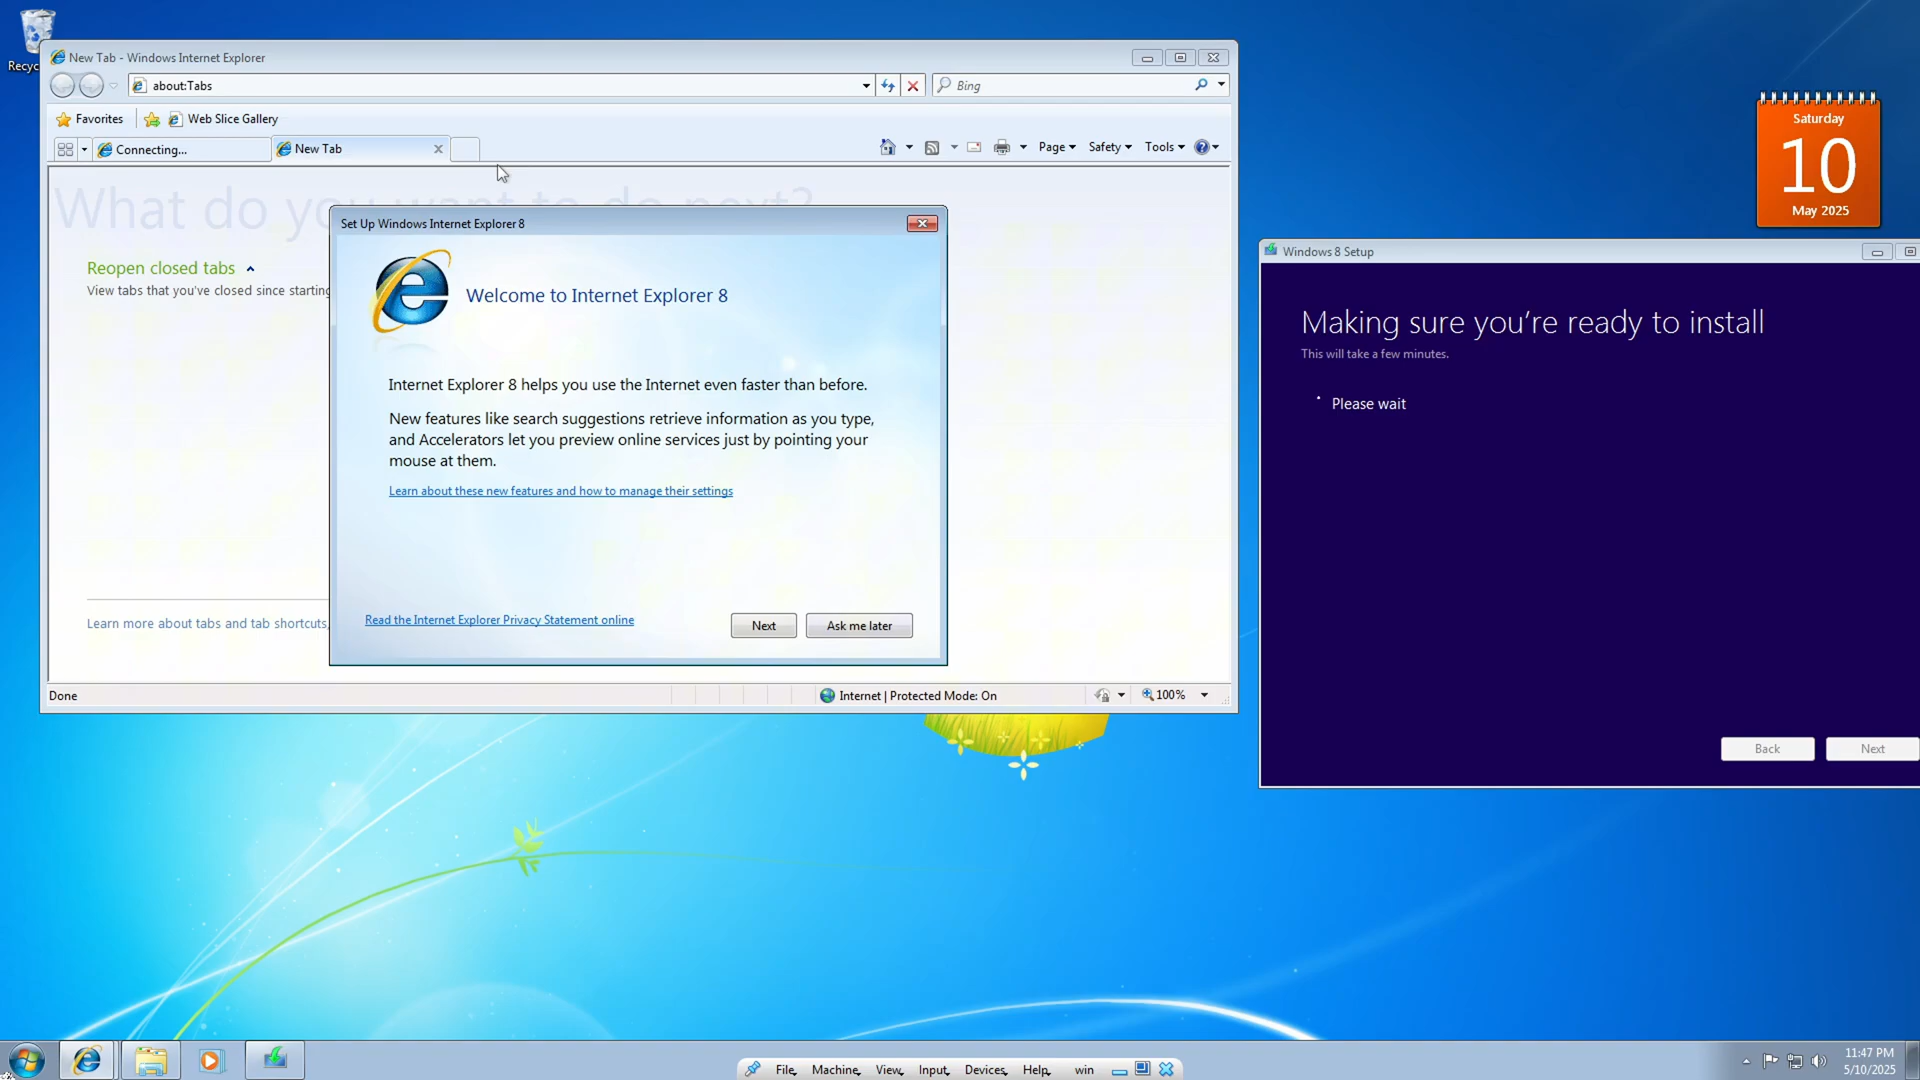 Recyc
New Tab - Windows Internet Explorer
about:Tabs
Bing
Favorites
Web Slice Gallery
Connecting...
New Tab
Page
Safety
Tools
What do you want to do next?
Reopen closed tabs
View tabs that you've closed since starting
Learn more about tabs and tab shortcuts,
Set Up Windows Internet Explorer 8
Welcome to Internet Explorer 8
Internet Explorer 8 helps you use the Internet even faster than before.
New features like search suggestions retrieve information as you type,
and Accelerators let you preview online services just by pointing your
mouse at them.
Learn about these new features and how to manage their settings
Read the Internet Explorer Privacy Statement online
Next
Ask me later
Done
Internet | Protected Mode: On
100%
Saturday
10
May 2025
Windows 8 Setup
Making sure you're ready to install
This will take a few minutes.
Please wait
Back
Next
File
Machine
View
Input
Devices
Help
win
11:47 PM
5/10/2025